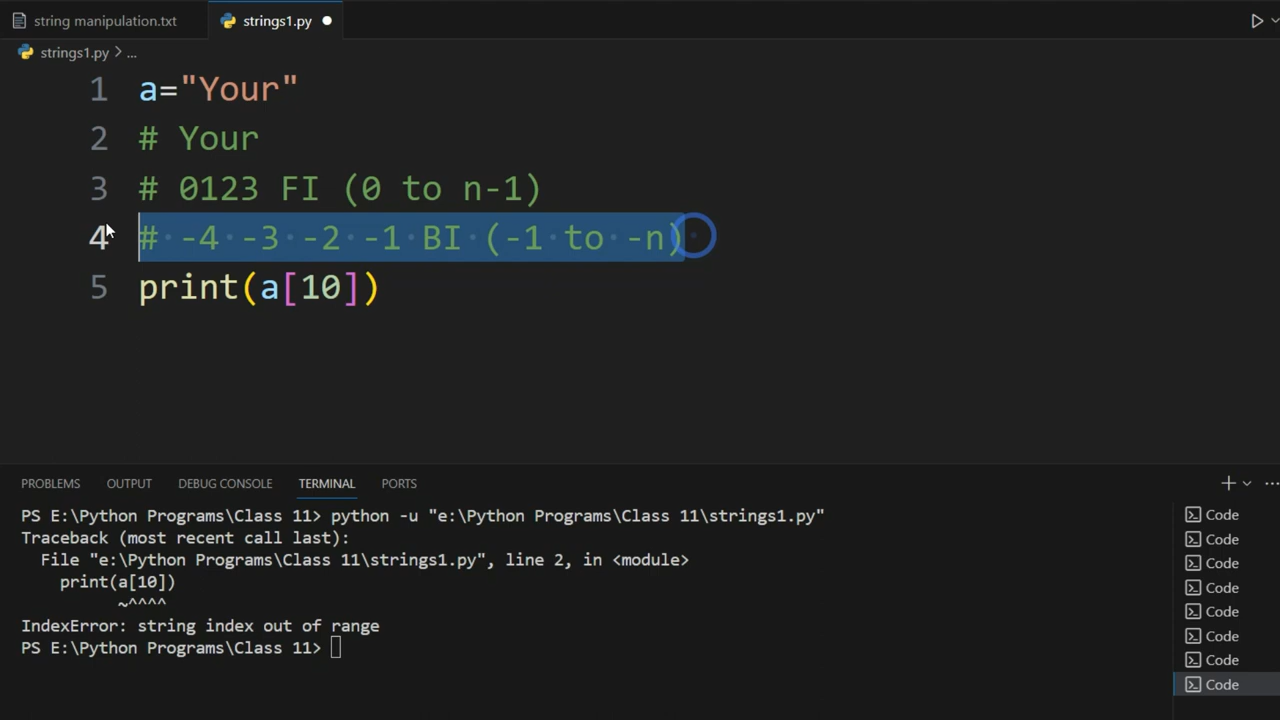 string manipulation.txt strings1.py
strings1.py > ...
1 a="Your"
2 # Your
3 # 0123 FI (0 to n-1)
4 # -4 -3 -2 -1 BI (-1 to -n)
5 print(a[10])
PROBLEMS OUTPUT DEBUG CONSOLE TERMINAL PORTS
PS E:\Python Programs\Class 11> python -u "e:\Python Programs\Class 11\strings1.py"
Traceback (most recent call last):
File "e:\Python Programs\Class 11\strings1.py", line 2, in <module>
print(a[10])
~^^^^
IndexError: string index out of range
PS E:\Python Programs\Class 11>
Code
Code
Code
Code
Code
Code
Code
Code